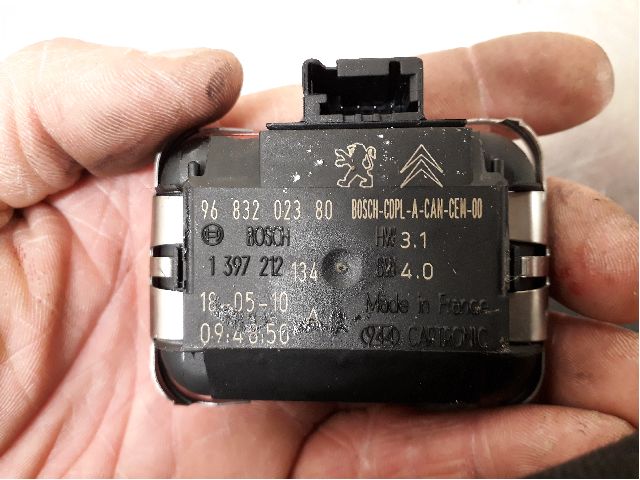 96 832 023 80 BOSCH-CDPL-A-CAN-CEM-00
BOSCH HW 3.1
1 397 212 134 SW 4.0
18-05-10 Made in France
09:48:50 (944) CARTRONIC